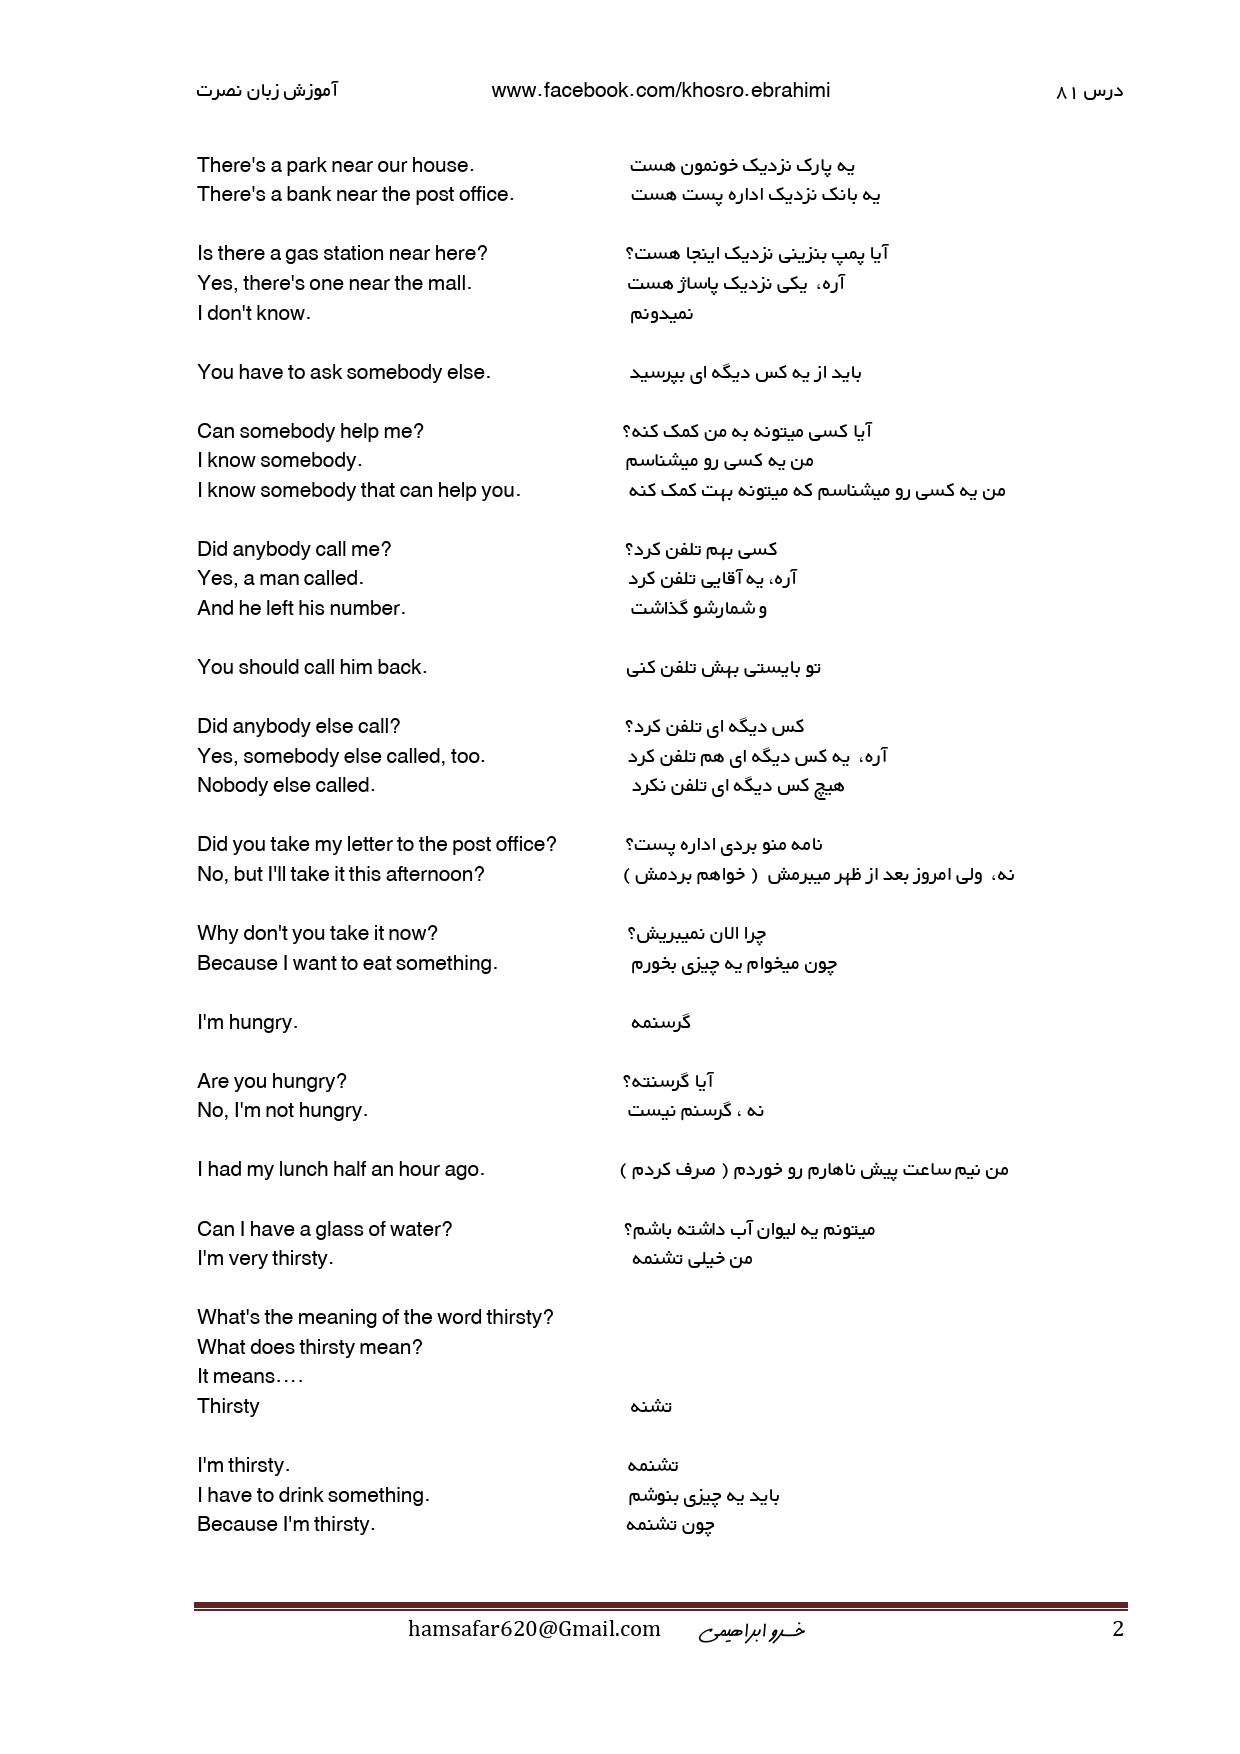 آموزش زبان نصرت www.facebook.com/khosro.ebrahimi درس ۸۱
There's a park near our house. یه پارک نزدیک خونمون هست
There's a bank near the post office. یه بانک نزدیک اداره پست هست
Is there a gas station near here? آیا پمپ بنزینی نزدیک اینجا هست؟
Yes, there's one near the mall. آره، یکی نزدیک پاساژ هست
I don't know. نمیدونم
You have to ask somebody else. باید از یه کس دیگه ای بپرسید
Can somebody help me? آیا کسی میتونه به من کمک کنه؟
I know somebody. من یه کسی رو میشناسم
I know somebody that can help you. من یه کسی رو میشناسم که میتونه بهت کمک کنه
Did anybody call me? کسی بهم تلفن کرد؟
Yes, a man called. آره، یه آقایی تلفن کرد
And he left his number. و شمارشو گذاشت
You should call him back. تو بایستی بهش تلفن کنی
Did anybody else call? کس دیگه ای تلفن کرد؟
Yes, somebody else called, too. آره، یه کس دیگه ای هم تلفن کرد
Nobody else called. هیچ کس دیگه ای تلفن نکرد
Did you take my letter to the post office? نامه منو بردی اداره پست؟
No, but I'll take it this afternoon? نه، ولی امروز بعد از ظهر میبرمش ( خواهم بردمش )
Why don't you take it now? چرا الان نمیبریش؟
Because I want to eat something. چون میخوام یه چیزی بخورم
I'm hungry. گرسنمه
Are you hungry? آیا گرسنته؟
No, I'm not hungry. نه ، گرسنم نیست
I had my lunch half an hour ago. من نیم ساعت پیش ناهارم رو خوردم ( صرف کردم )
Can I have a glass of water? میتونم یه لیوان آب داشته باشم؟
I'm very thirsty. من خیلی تشنمه
What's the meaning of the word thirsty?
What does thirsty mean?
It means....
Thirsty تشنه
I'm thirsty. تشنمه
I have to drink something. باید یه چیزی بنوشم
Because I'm thirsty. چون تشنمه
hamsafar620@Gmail.com خسرو ابراهیمی 2